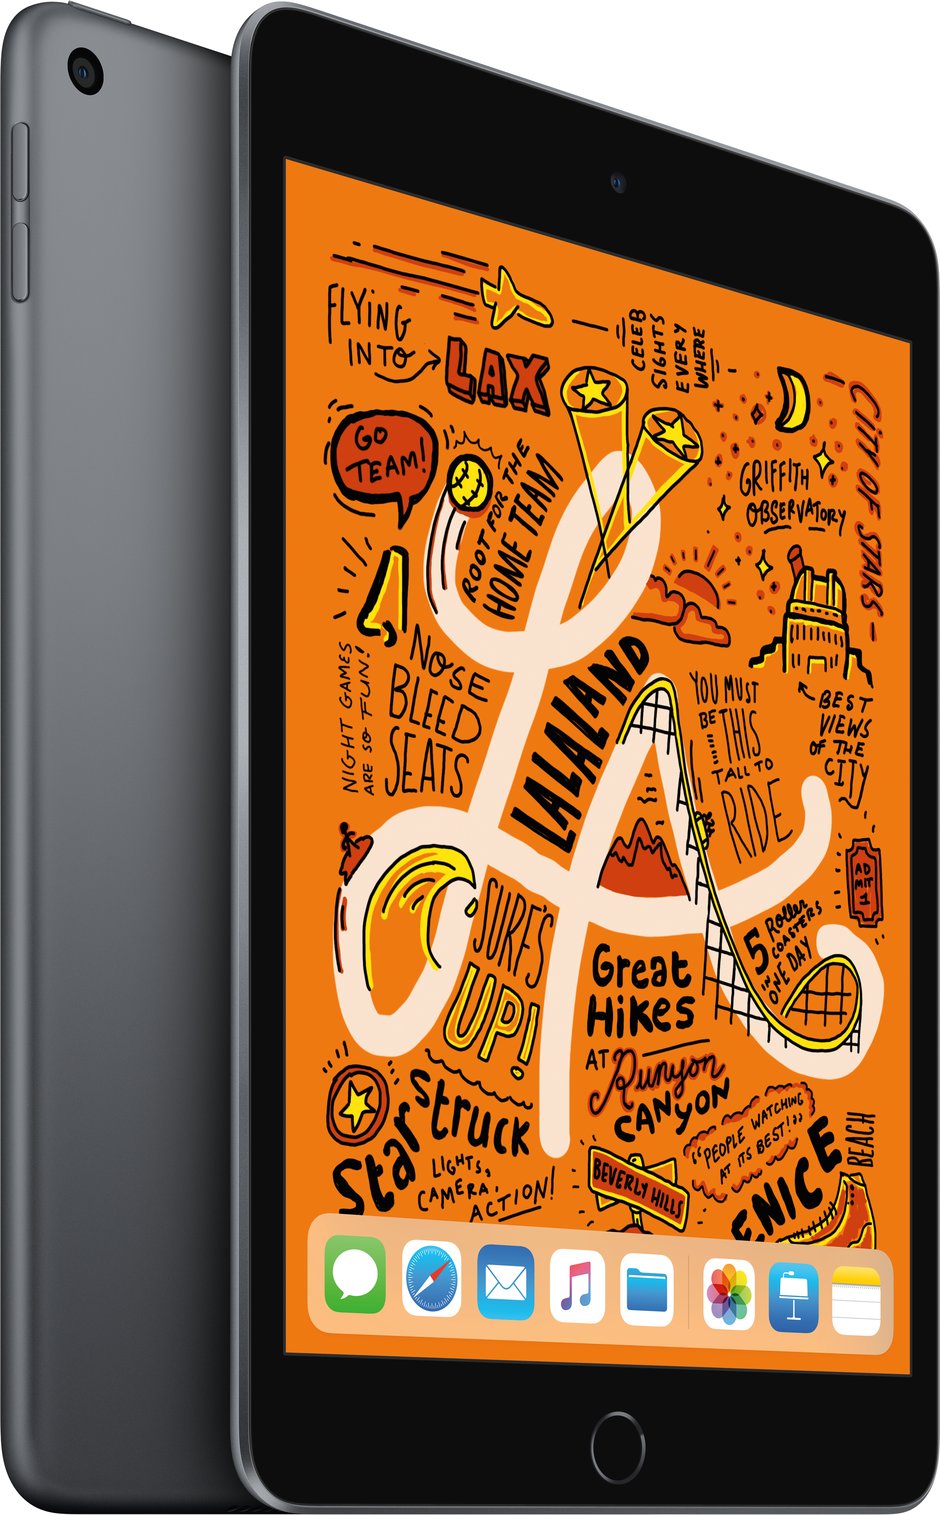 FLYING
INTO
LAX
CELEB
SIGHTS
EVERY
WHERE
CITY OF STARS
GO
TEAM!
ROOT FOR THE
HOME TEAM
GRIFFITH
OBSERVATORY
NIGHT GAMES
ARE SO FUN!
NOSE
BLEED
SEATS
LALALAND
YOU MUST
BE THIS
TALL TO
RIDE
BEST
VIEWS
OF THE
CITY
LA
AD
MIT
1
SURF'S
UP!
5 Roller
COASTERS
IN
ONE DAY
Great
HIKES
AT Runyon
CANYON
Star
struck
LIGHTS,
CAMERA,
ACTION!
BEVERLY HILLS
"PEOPLE WATCHING
AT ITS BEST!"
ENICE
BEACH